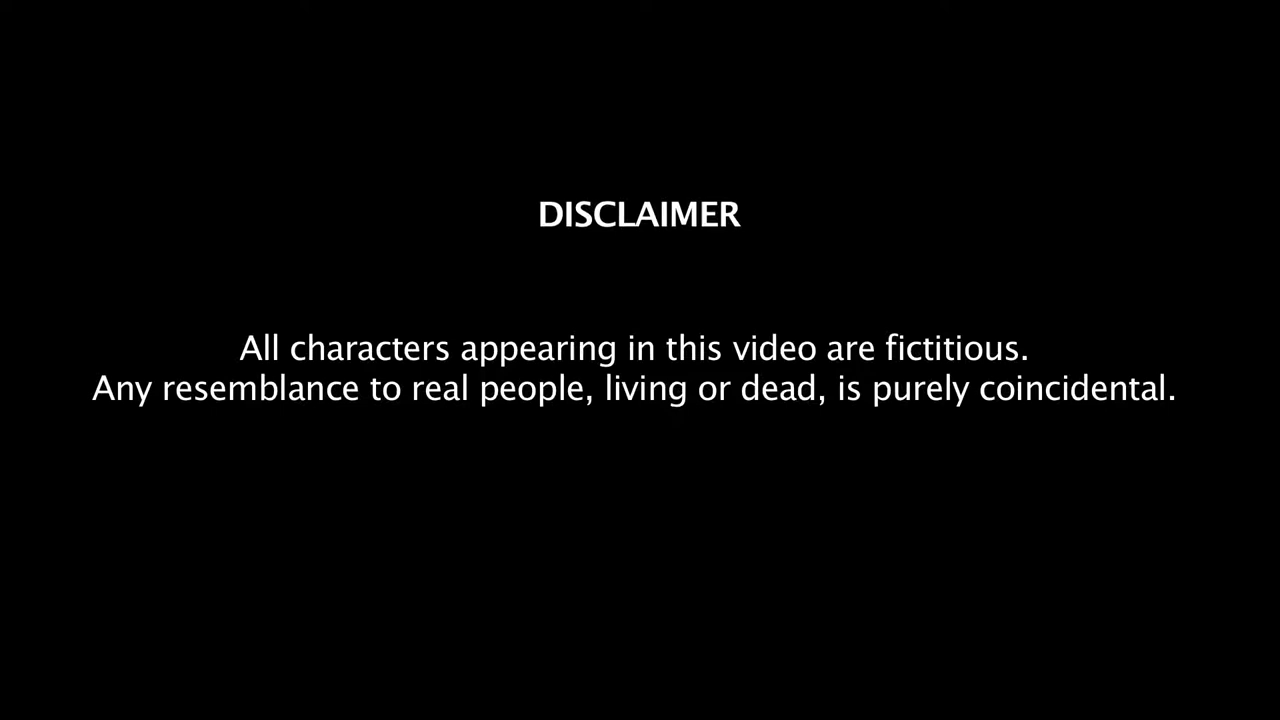 DISCLAIMER
All characters appearing in this video are fictitious.
Any resemblance to real people, living or dead, is purely coincidental.